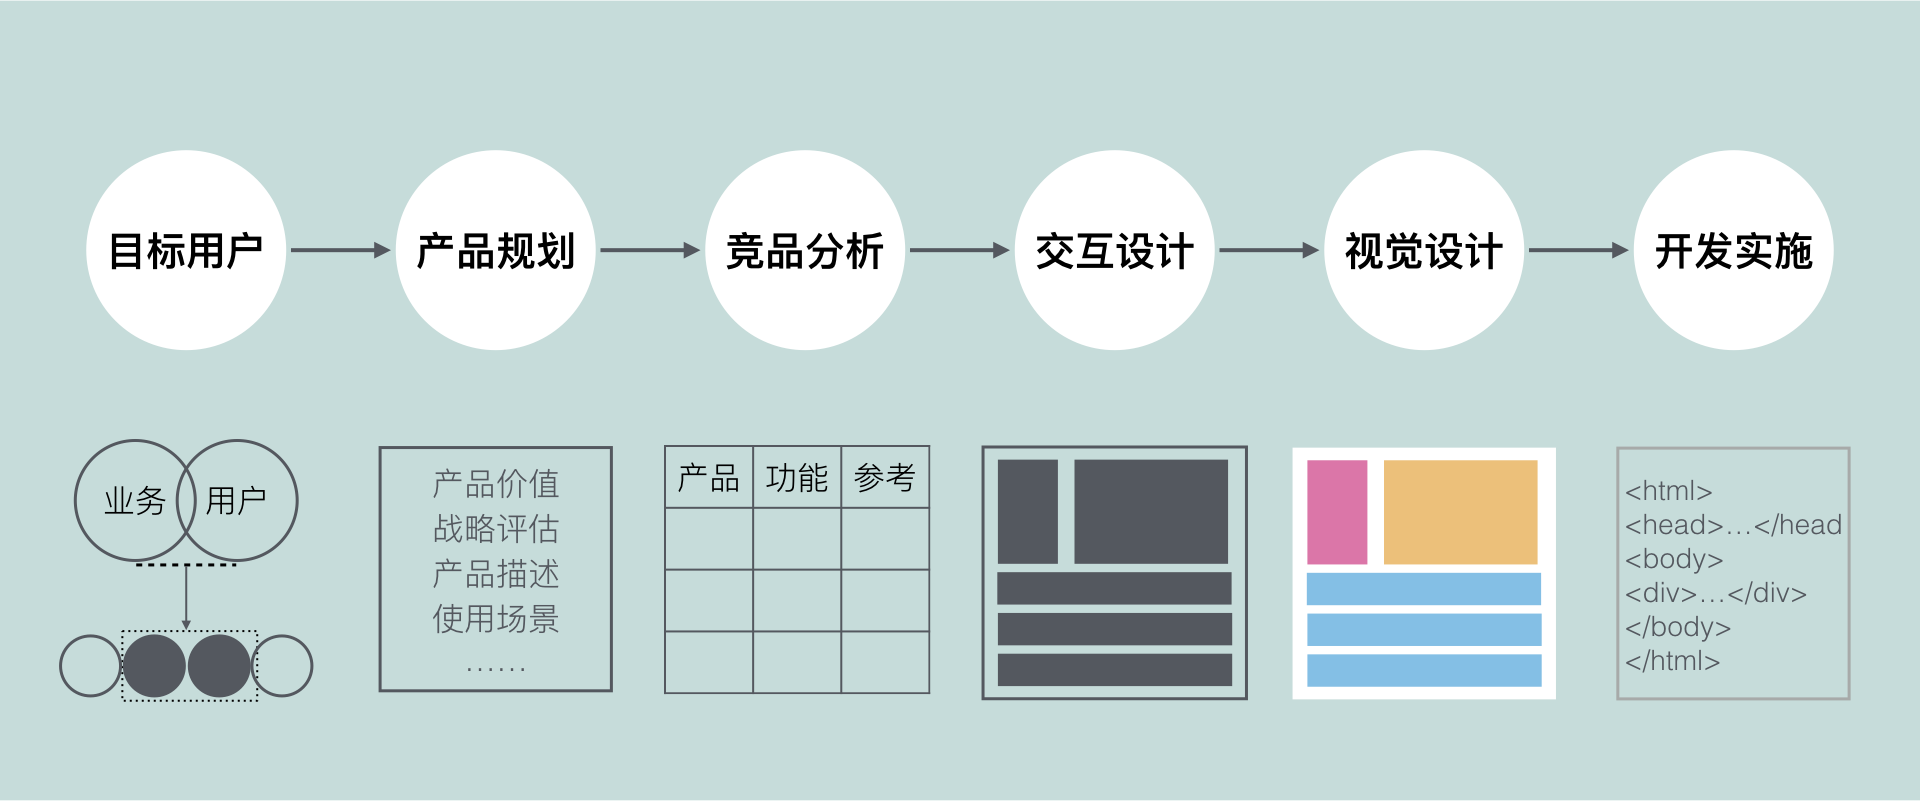 目标用户
产品规划
竞品分析
交互设计
视觉设计
开发实施
业务
用户
产品价值
战略评估
产品描述
使用场景
......
产品 功能 参考
<html>
<head>...</head
<body>
<div>...</div>
</body>
</html>